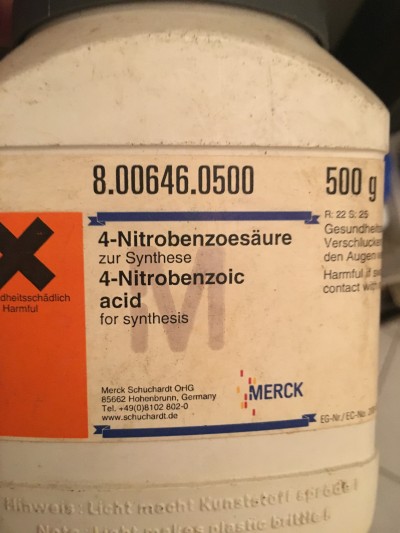 8.00646.0500
500 g
4-Nitrobenzoesäure
zur Synthese
4-Nitrobenzoic
acid
for synthesis
M
R: 22 S: 25
Gesundheits
Verschlucke
den Augen
Harmful if
contact with
dheitsschädlich
Harmful
Merck Schuchardt OHG
85662 Hohenbrunn, Germany
Tel. +49(0)8102 802-0
www.schuchardt.de
MERCK
EG-Nr./EC-No
Hinweis: Licht macht Kunststoff spröde!
Note: Light makes plastic brittle!